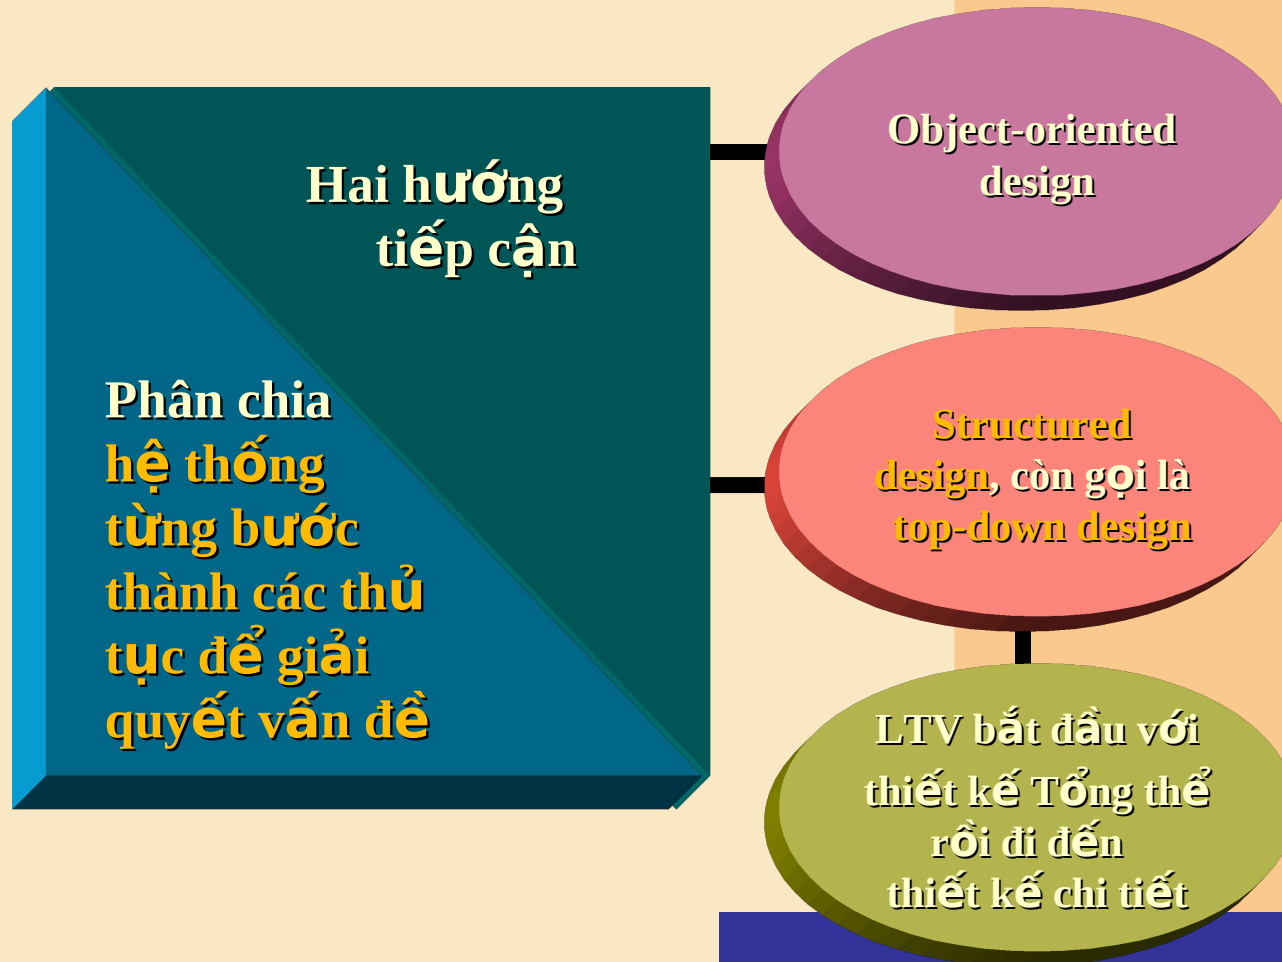 Hai hướng
tiếp cận
Phân chia
hệ thống
từng bước
thành các thủ
tục để giải
quyết vấn đề
Object-oriented
design
Structured
design, còn gọi là
top-down design
LTV bắt đầu với
thiết kế Tổng thể
rồi đi đến
thiết kế chi tiết